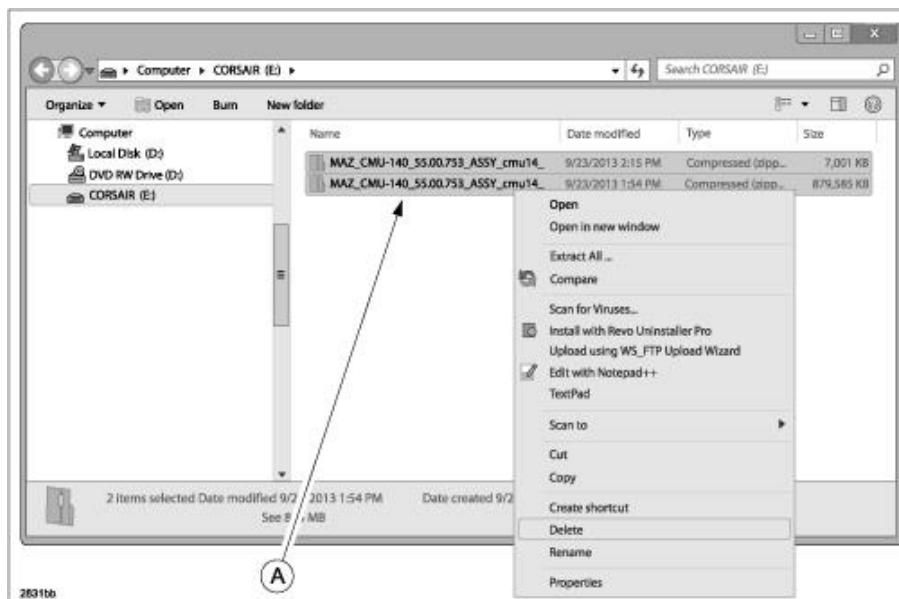 Computer CORSAIR (E:)
Search CORSAIR (E:)
Organize Open Burn New folder
Computer
Local Disk (D:)
DVD RW Drive (D:)
CORSAIR (E:)
Name Date modified Type Size
MAZ_CMU-140_55.00.753_ASSY_cmu14_ 9/23/2013 2:15 PM Compressed (zipp... 7,001 KB
MAZ_CMU-140_55.00.753_ASSY_cmu14_ 9/23/2013 1:54 PM Compressed (zipp... 879,585 KB
Open
Open in new window
Extract All ...
Compare
Scan for Viruses...
Install with Revo Uninstaller Pro
Upload using WS_FTP Upload Wizard
Edit with Notepad++
TextPad
Scan to
Cut
Copy
Create shortcut
Delete
Rename
Properties
2 items selected Date modified 9/2 2013 1:54 PM Date created 9/2
See 8 MB
A
2831bb